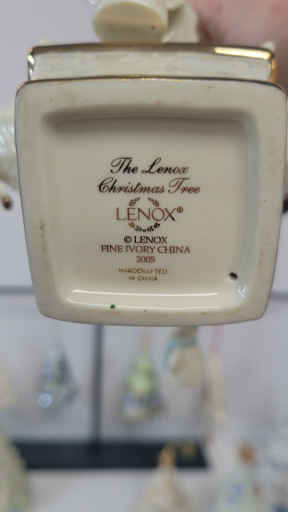 The Lenox
Christmas Tree
LENOX®
© LENOX
FINE IVORY CHINA
2005
HANDCRAFTED
IN CHINA